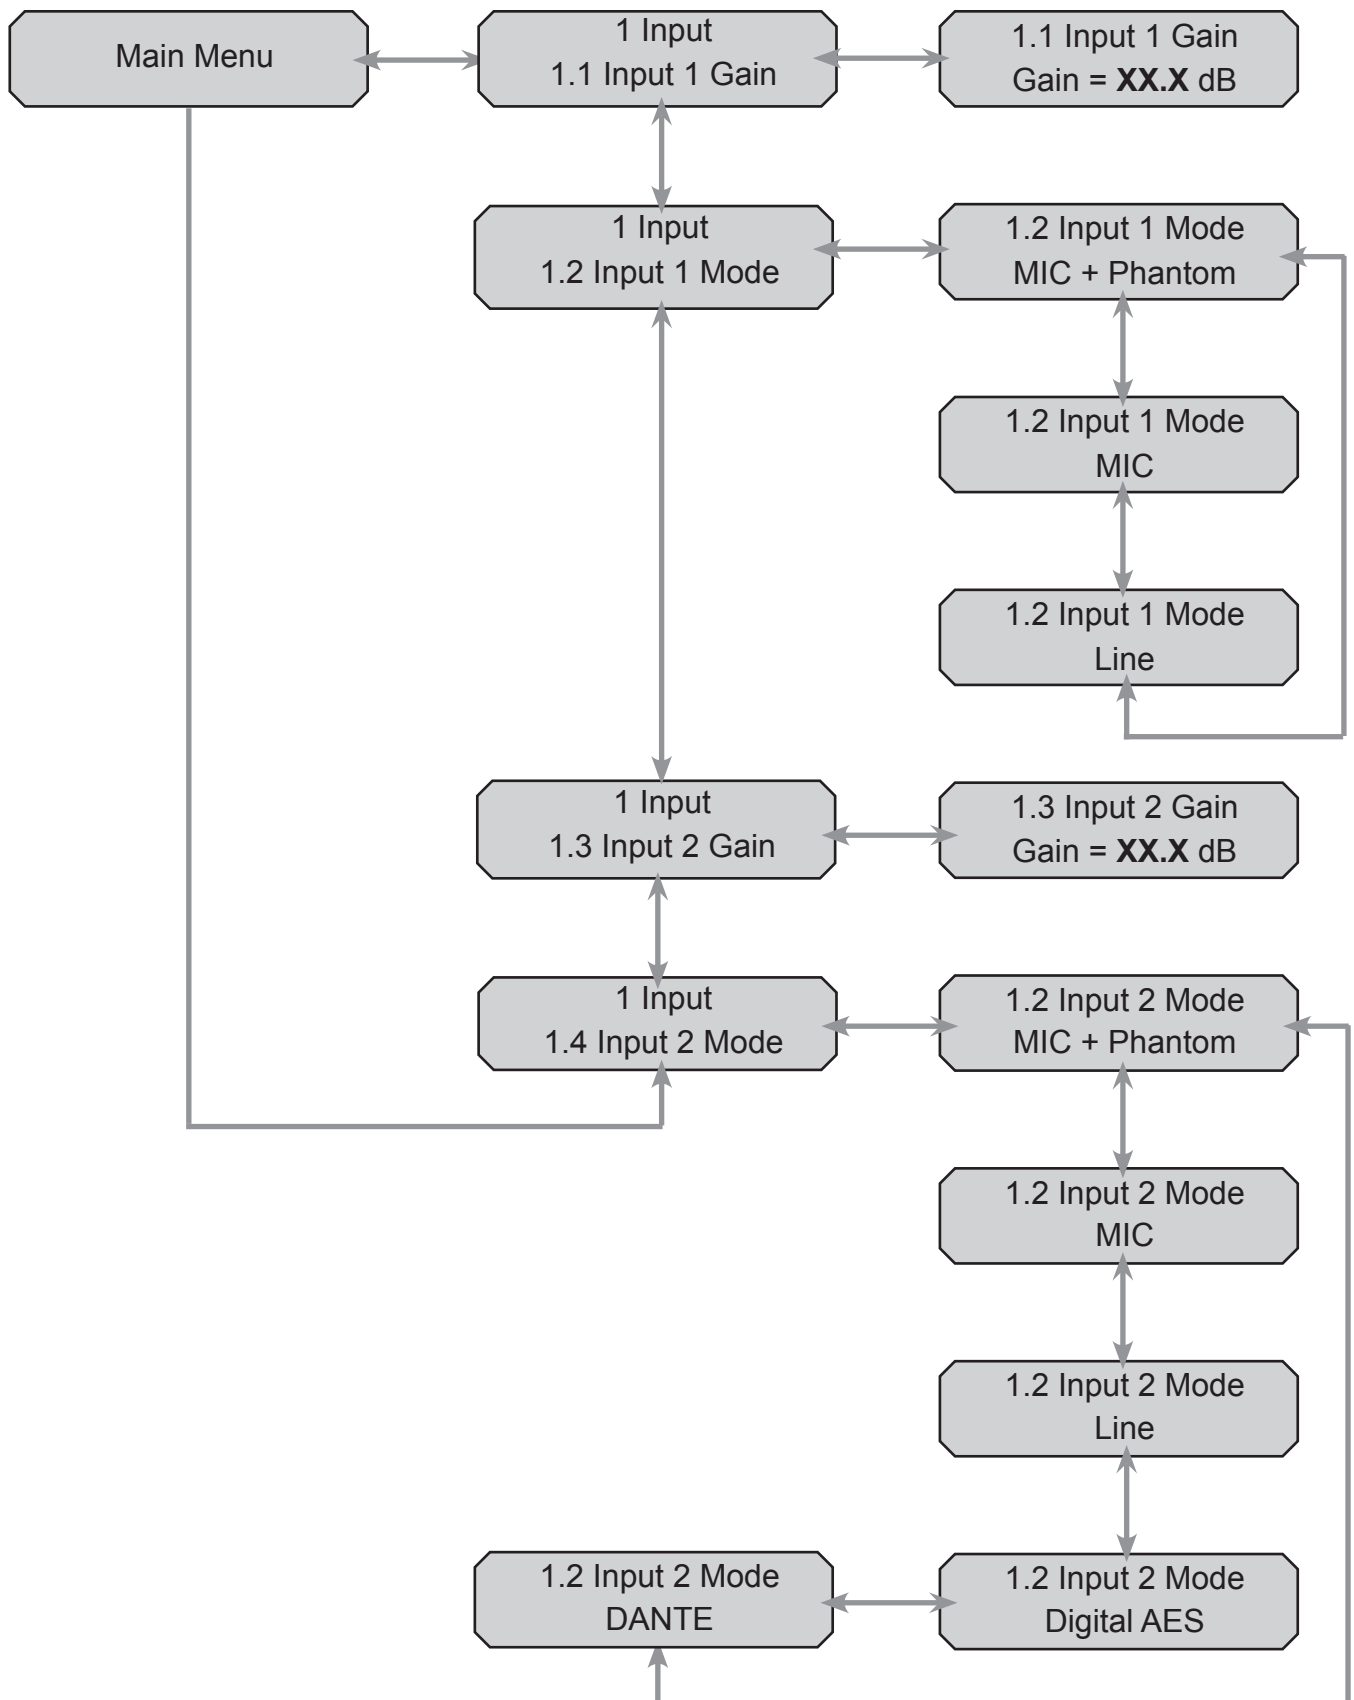 Main Menu
1 Input
1.1 Input 1 Gain
1.1 Input 1 Gain
Gain = XX.X dB
1 Input
1.2 Input 1 Mode
1.2 Input 1 Mode
MIC + Phantom
1.2 Input 1 Mode
MIC
1.2 Input 1 Mode
Line
1 Input
1.3 Input 2 Gain
1.3 Input 2 Gain
Gain = XX.X dB
1 Input
1.4 Input 2 Mode
1.2 Input 2 Mode
MIC + Phantom
1.2 Input 2 Mode
MIC
1.2 Input 2 Mode
Line
1.2 Input 2 Mode
DANTE
1.2 Input 2 Mode
Digital AES